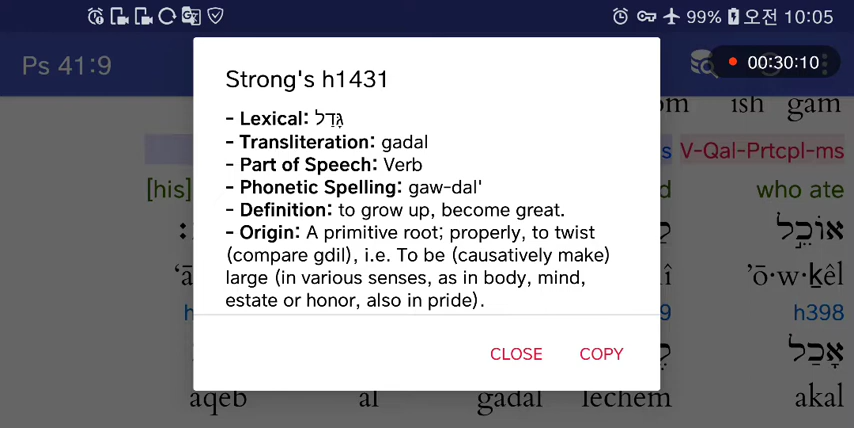 99% 오전 10:05
Ps 41:9
00:30:10
ish gam
V-Qal-Prtcpl-ms
[his]
who ate
אוֹכֵ֣ל
’ō·w·ḵêl
h398
אָכַל
aqeb al gadal lechem akal
Strong's h1431
- Lexical: גָּדַל
- Transliteration: gadal
- Part of Speech: Verb
- Phonetic Spelling: gaw-dal'
- Definition: to grow up, become great.
- Origin: A primitive root; properly, to twist
(compare gdil), i.e. To be (causatively make)
large (in various senses, as in body, mind,
estate or honor, also in pride).
CLOSE COPY